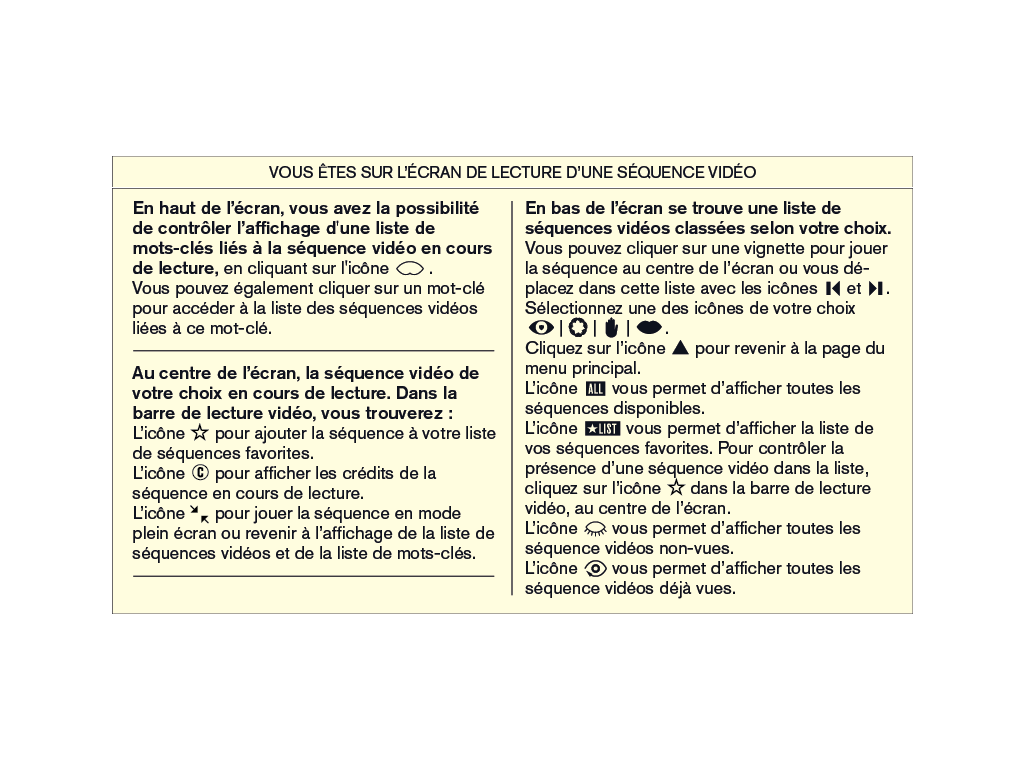 VOUS ÊTES SUR L’ÉCRAN DE LECTURE D’UNE SÉQUENCE VIDÉO
En haut de l’écran, vous avez la possibilité
de contrôler l’affichage d'une liste de
mots-clés liés à la séquence vidéo en cours
de lecture, en cliquant sur l'icône .
Vous pouvez également cliquer sur un mot-clé
pour accéder à la liste des séquences vidéos
liées à ce mot-clé.
Au centre de l’écran, la séquence vidéo de
votre choix en cours de lecture. Dans la
barre de lecture vidéo, vous trouverez :
L’icône ☆ pour ajouter la séquence à votre liste
de séquences favorites.
L’icône © pour afficher les crédits de la
séquence en cours de lecture.
L’icône pour jouer la séquence en mode
plein écran ou revenir à l’affichage de la liste de
séquences vidéos et de la liste de mots-clés.
En bas de l’écran se trouve une liste de
séquences vidéos classées selon votre choix.
Vous pouvez cliquer sur une vignette pour jouer
la séquence au centre de l’écran ou vous dé-
placez dans cette liste avec les icônes et .
Sélectionnez une des icônes de votre choix
| | | .
Cliquez sur l’icône ▲ pour revenir à la page du
menu principal.
L’icône ALL vous permet d’afficher toutes les
séquences disponibles.
L’icône ★LIST vous permet d’afficher la liste de
vos séquences favorites. Pour contrôler la
présence d’une séquence vidéo dans la liste,
cliquez sur l’icône ☆ dans la barre de lecture
vidéo, au centre de l’écran.
L’icône vous permet d’afficher toutes les
séquence vidéos non-vues.
L’icône vous permet d’afficher toutes les
séquence vidéos déjà vues.